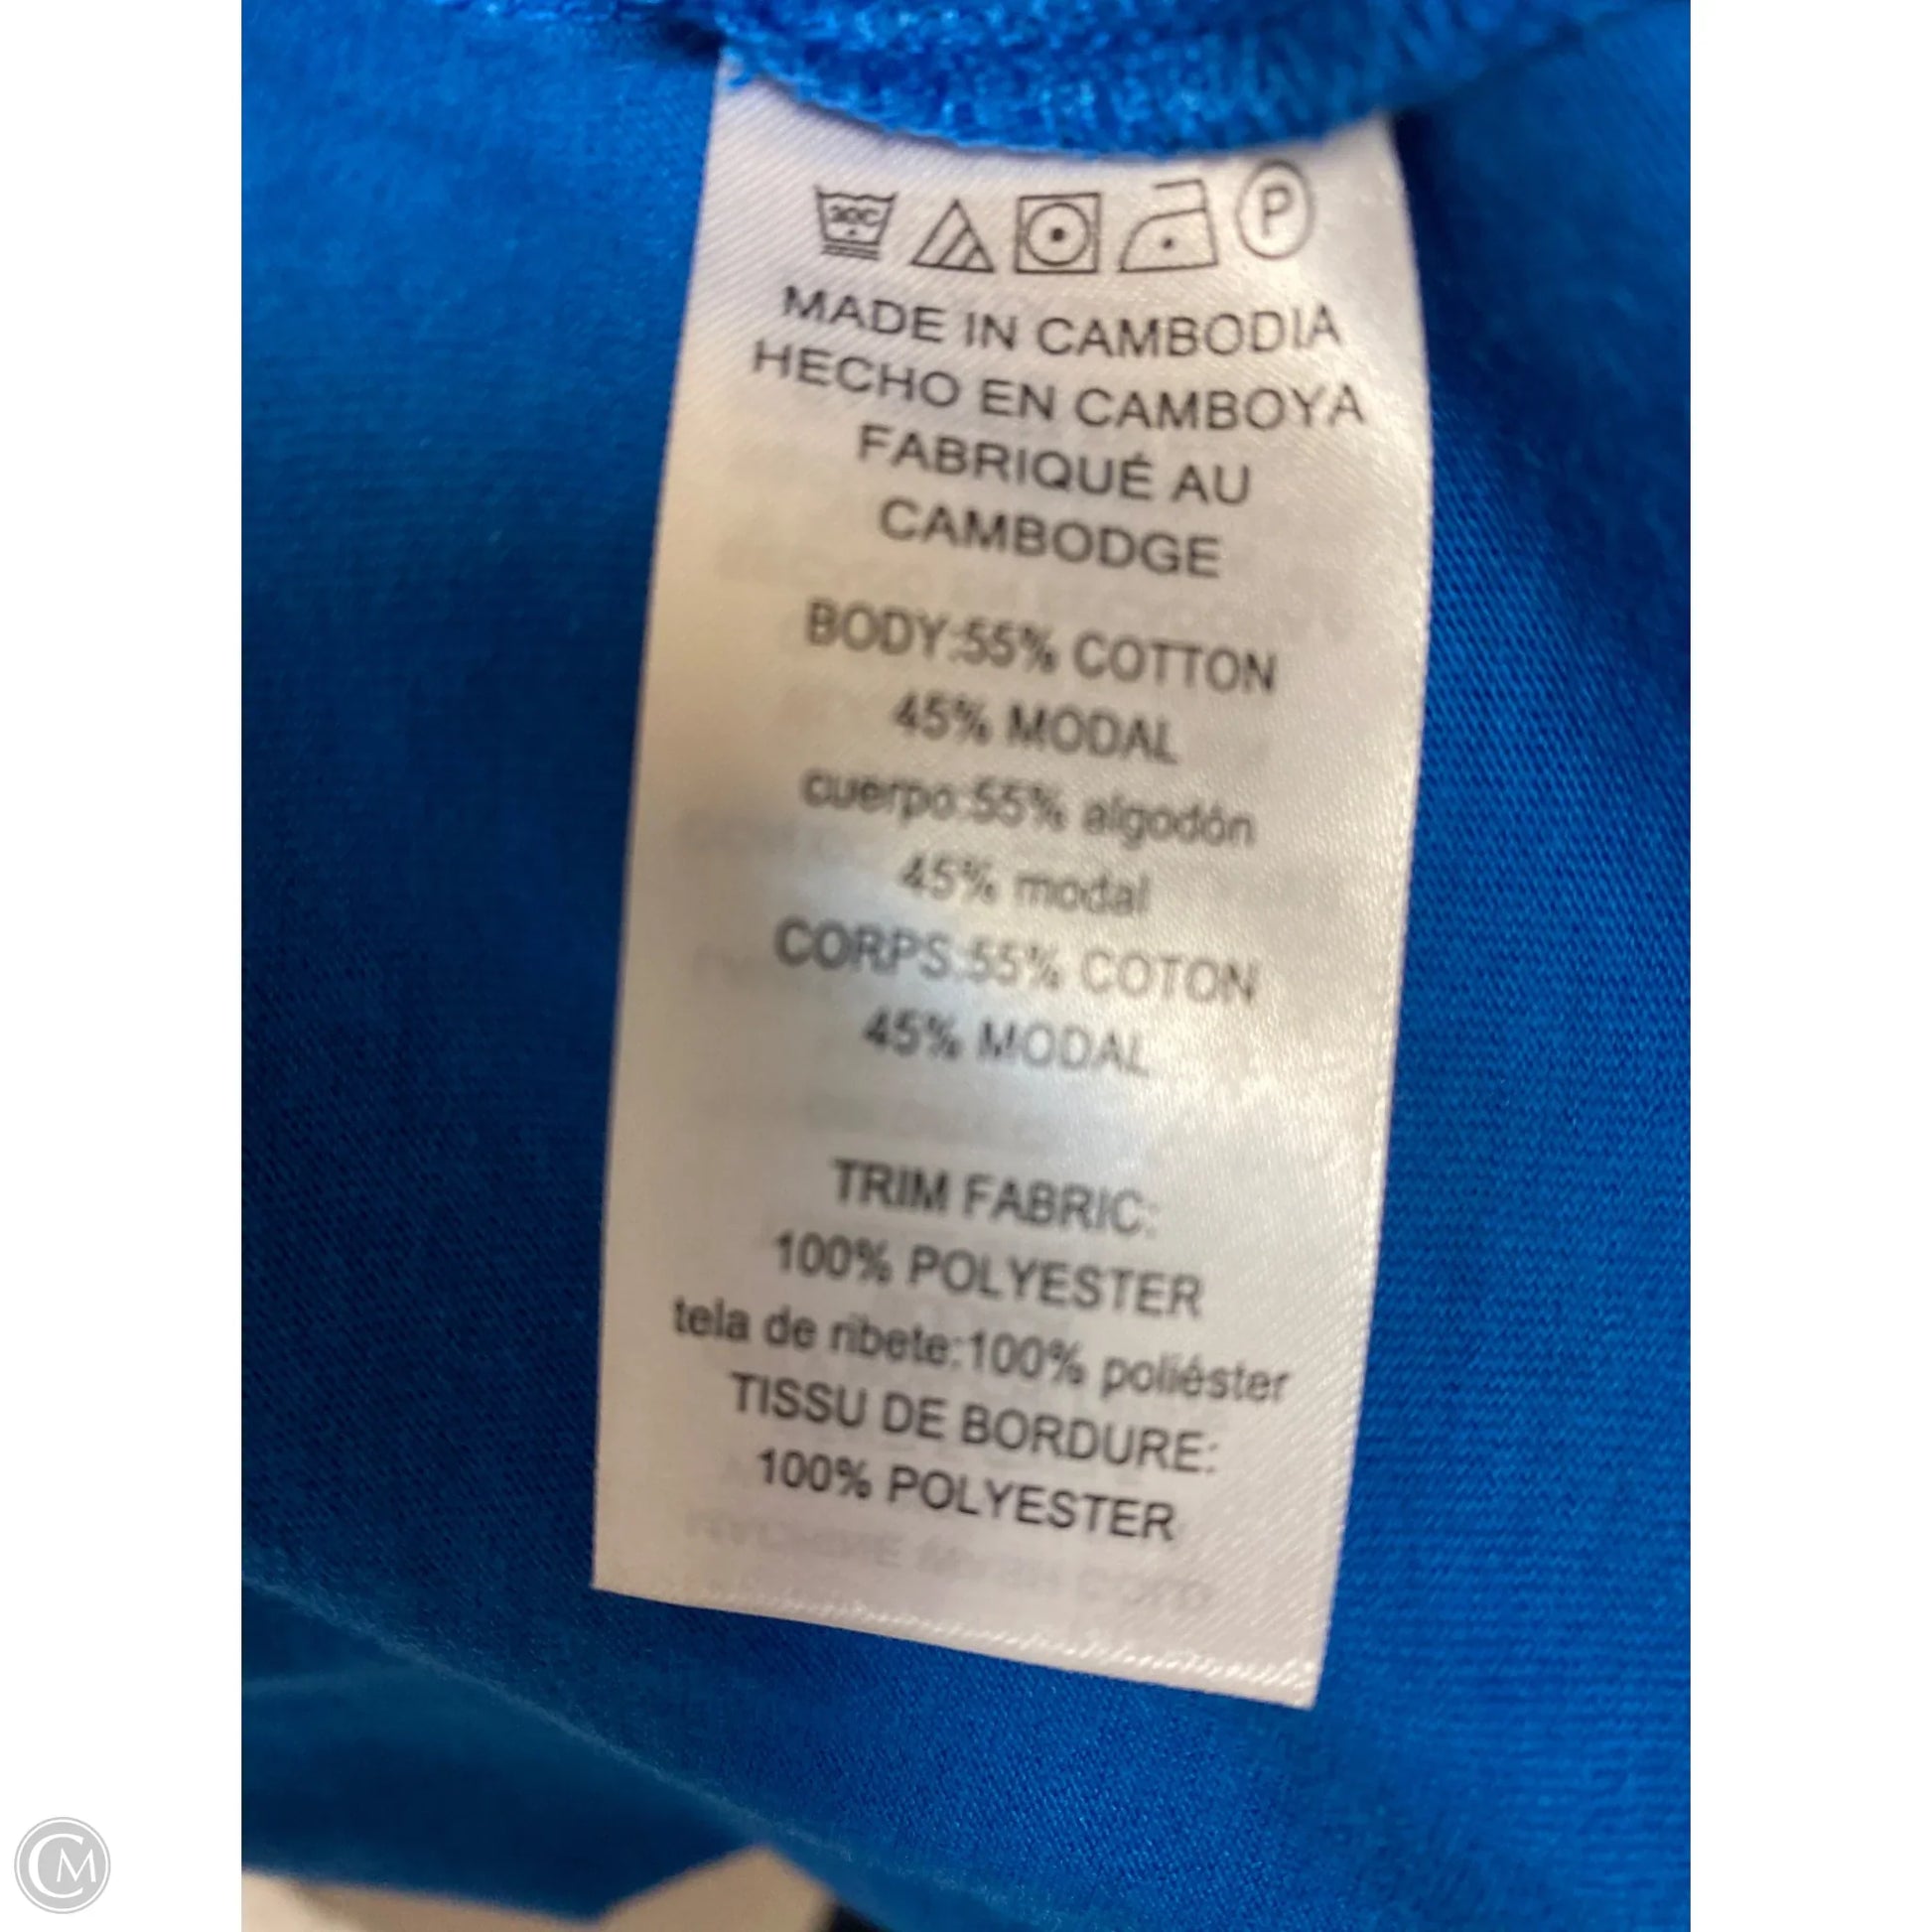 30C
P
MADE IN CAMBODIA
HECHO EN CAMBOYA
FABRIQUÉ AU
CAMBODGE
BODY:55% COTTON
45% MODAL
cuerpo:55% algodón
45% modal
CORPS:55% COTON
45% MODAL
TRIM FABRIC:
100% POLYESTER
tela de ribete:100% poliéster
TISSU DE BORDURE:
100% POLYESTER
CM